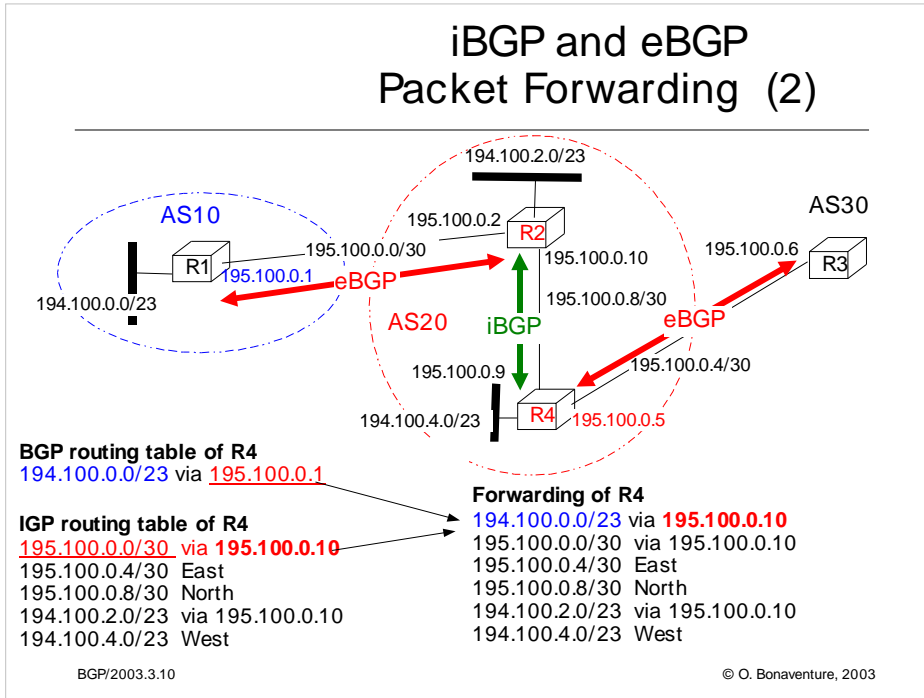 iBGP and eBGP
Packet Forwarding (2)
194.100.2.0/23
AS10
195.100.0.2
R2
AS30
R1
195.100.0.0/30
195.100.0.10
195.100.0.6
R3
195.100.0.1
eBGP
194.100.0.0/23
AS20
iBGP
195.100.0.8/30
eBGP
195.100.0.9
195.100.0.4/30
194.100.4.0/23
R4
195.100.0.5
BGP routing table of R4
194.100.0.0/23 via 195.100.0.1
IGP routing table of R4
195.100.0.0/30 via 195.100.0.10
195.100.0.4/30 East
195.100.0.8/30 North
194.100.2.0/23 via 195.100.0.10
194.100.4.0/23 West
Forwarding of R4
194.100.0.0/23 via 195.100.0.10
195.100.0.0/30 via 195.100.0.10
195.100.0.4/30 East
195.100.0.8/30 North
194.100.2.0/23 via 195.100.0.10
194.100.4.0/23 West
BGP/2003.3.10
© O. Bonaventure, 2003